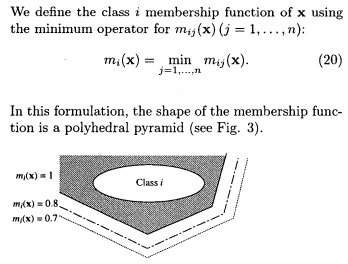 We define the class i membership function of x using
the minimum operator for mij(x) (j = 1, . . . , n):
mi(x) = min mij(x). (20)
j=1,...,n
In this formulation, the shape of the membership func-
tion is a polyhedral pyramid (see Fig. 3).
mi(x) = 1
Class i
mi(x) = 0.8
mi(x) = 0.7